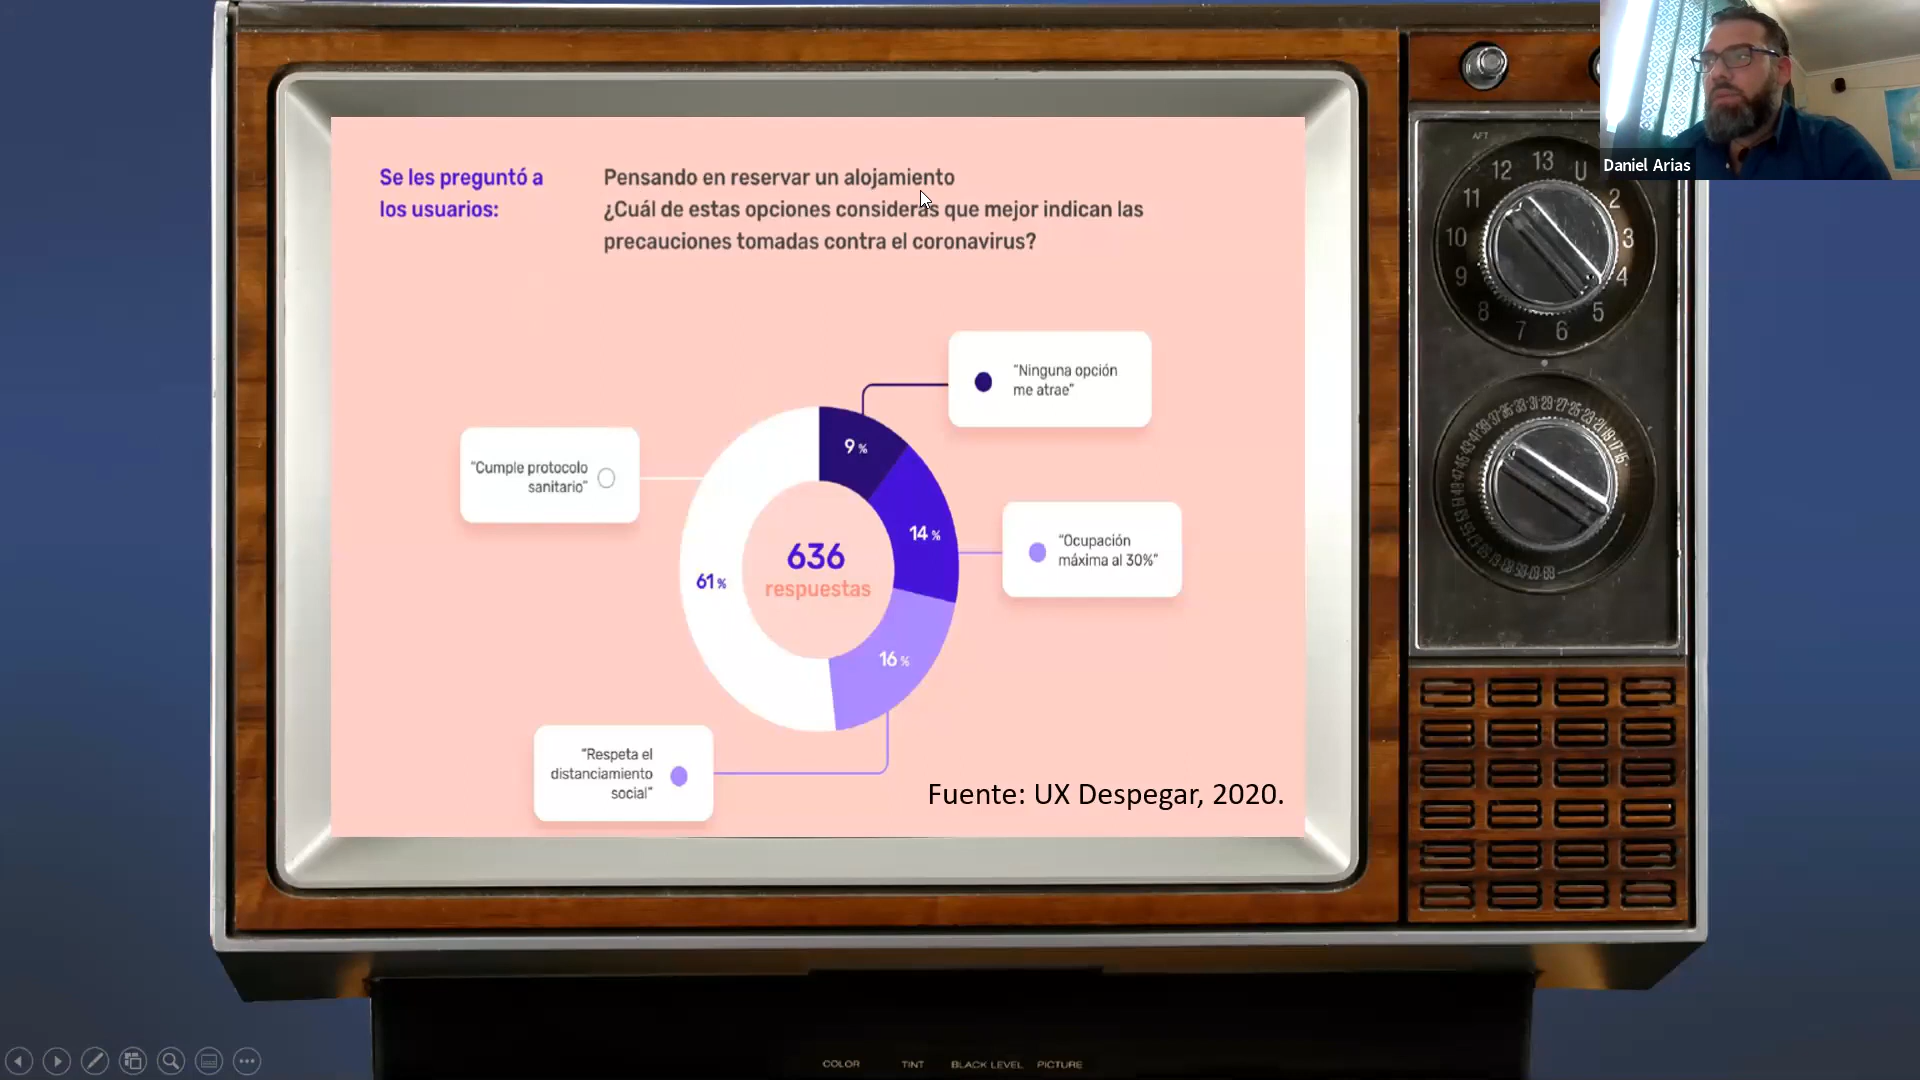 Se les preguntó a
los usuarios:
Pensando en reservar un alojamiento
¿Cuál de estas opciones consideras que mejor indican las
precauciones tomadas contra el coronavirus?
"Ninguna opción
me atrae"
"Cumple protocolo
sanitario"
9 %
14 %
"Ocupación
máxima al 30%"
636
respuestas
61 %
16 %
"Respeta el
distanciamiento
social"
Fuente: UX Despegar, 2020.
Daniel Arias
AFT
U
2
3
4
5
6
7
8
9
10
11
12
13
COLOR
TINT
BLACK LEVEL
PICTURE